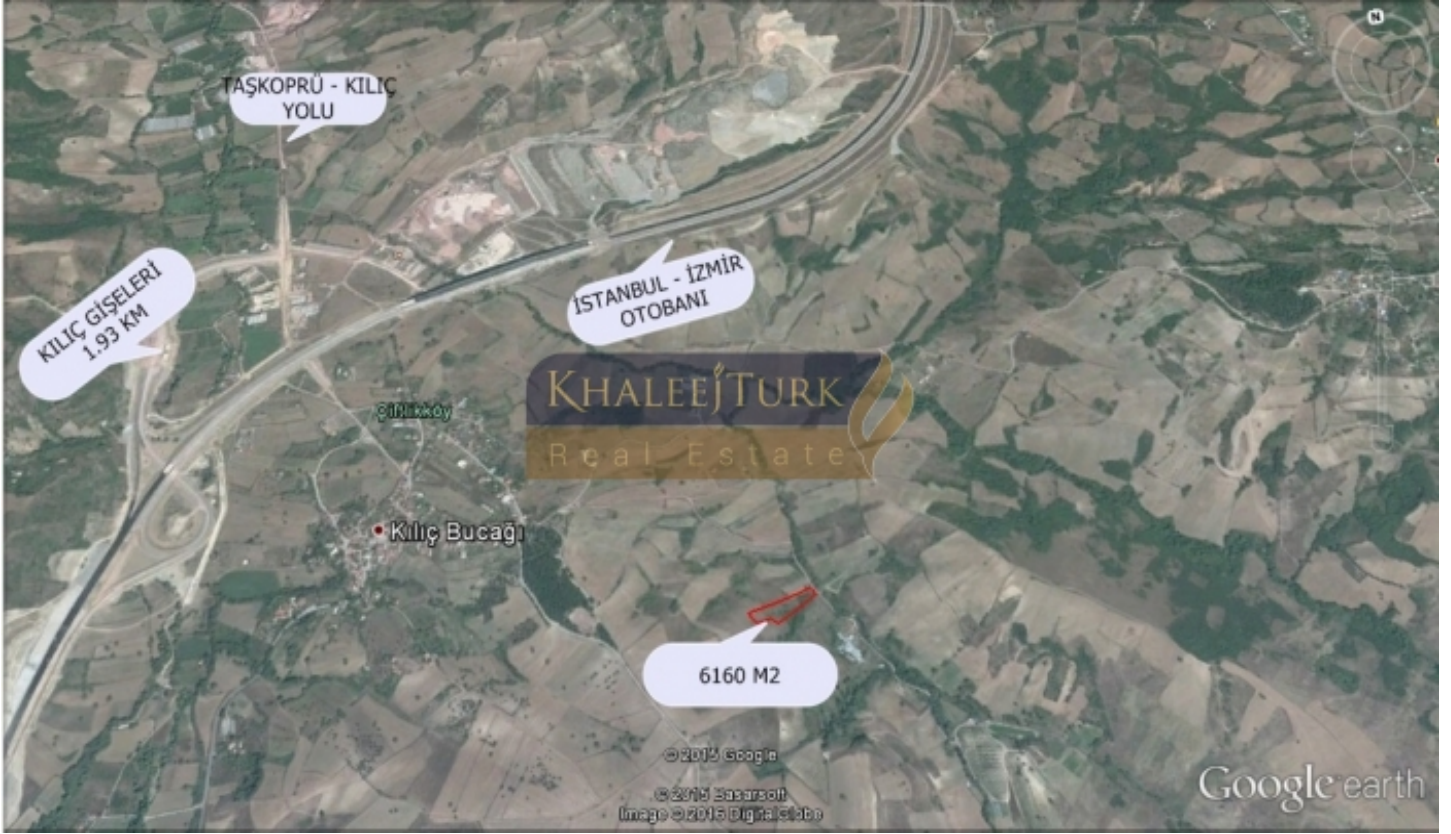 N
TAŞKOPRÜ - KILIÇ
YOLU
KILIÇ GİŞELERİ
1.93 KM
İSTANBUL - İZMİR
OTOBANI
KHALEEJTURK
Real Estate
Çiftlikköy
Kılıç Bucağı
6160 M2
© 2015 Google
© 2015 Basarsoft
Image © 2015 DigitalGlobe
Google earth